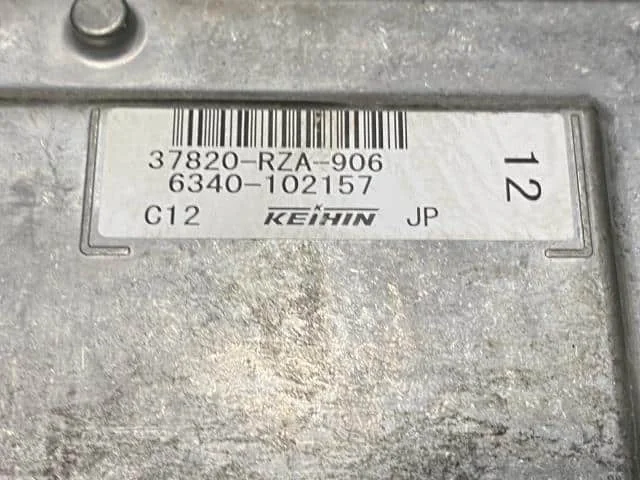 37820-RZA-906
6340-102157
C12 KEIHIN JP
12